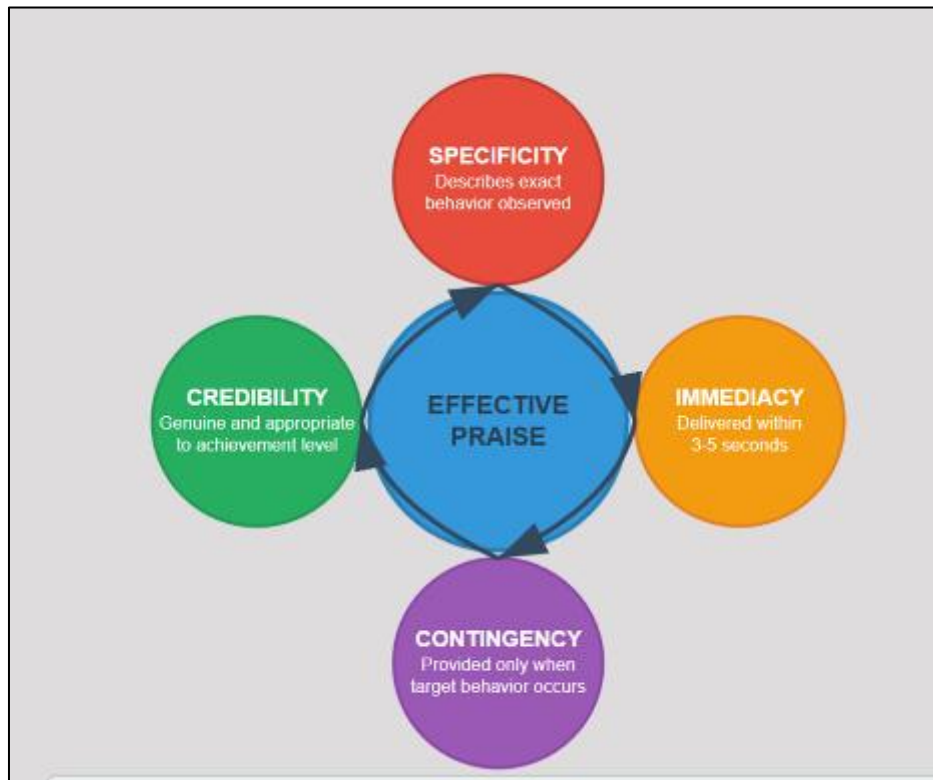 SPECIFICITY
Describes exact
behavior observed
CREDIBILITY
Genuine and appropriate
to achievement level
EFFECTIVE
PRAISE
IMMEDIACY
Delivered within
3-5 seconds
CONTINGENCY
Provided only when
target behavior occurs